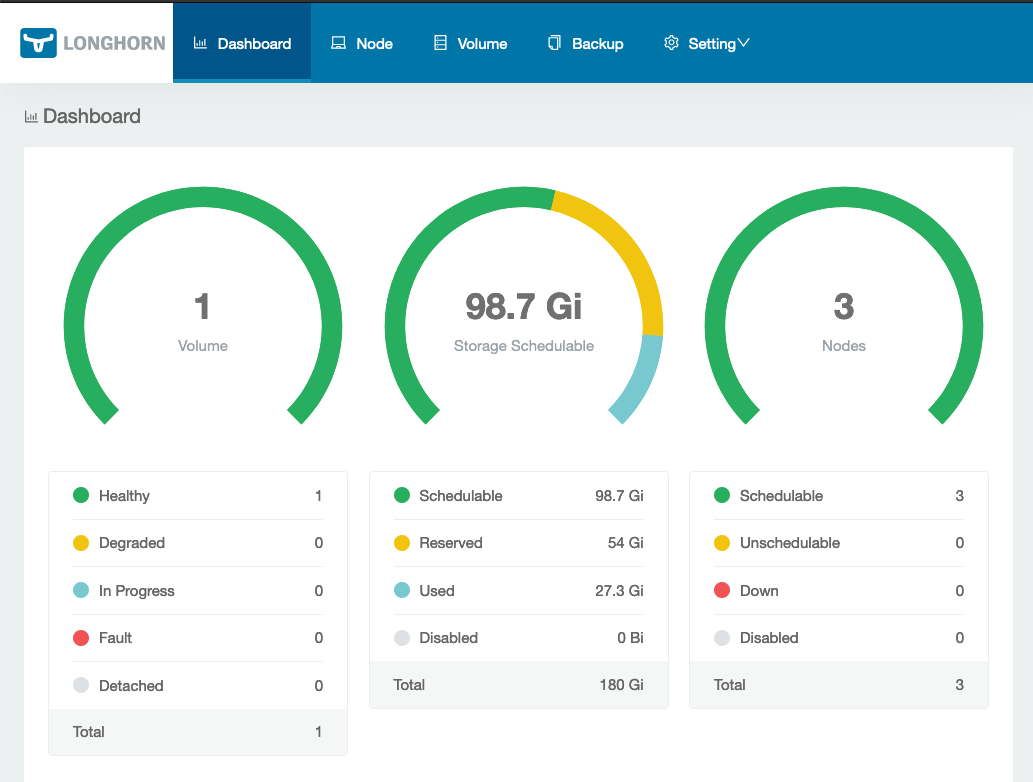 LONGHORN Dashboard Node Volume Backup Setting
Dashboard
1
Volume
98.7 Gi
Storage Schedulable
3
Nodes
Healthy 1
Degraded 0
In Progress 0
Fault 0
Detached 0
Total 1
Schedulable 98.7 Gi
Reserved 54 Gi
Used 27.3 Gi
Disabled 0 Bi
Total 180 Gi
Schedulable 3
Unschedulable 0
Down 0
Disabled 0
Total 3